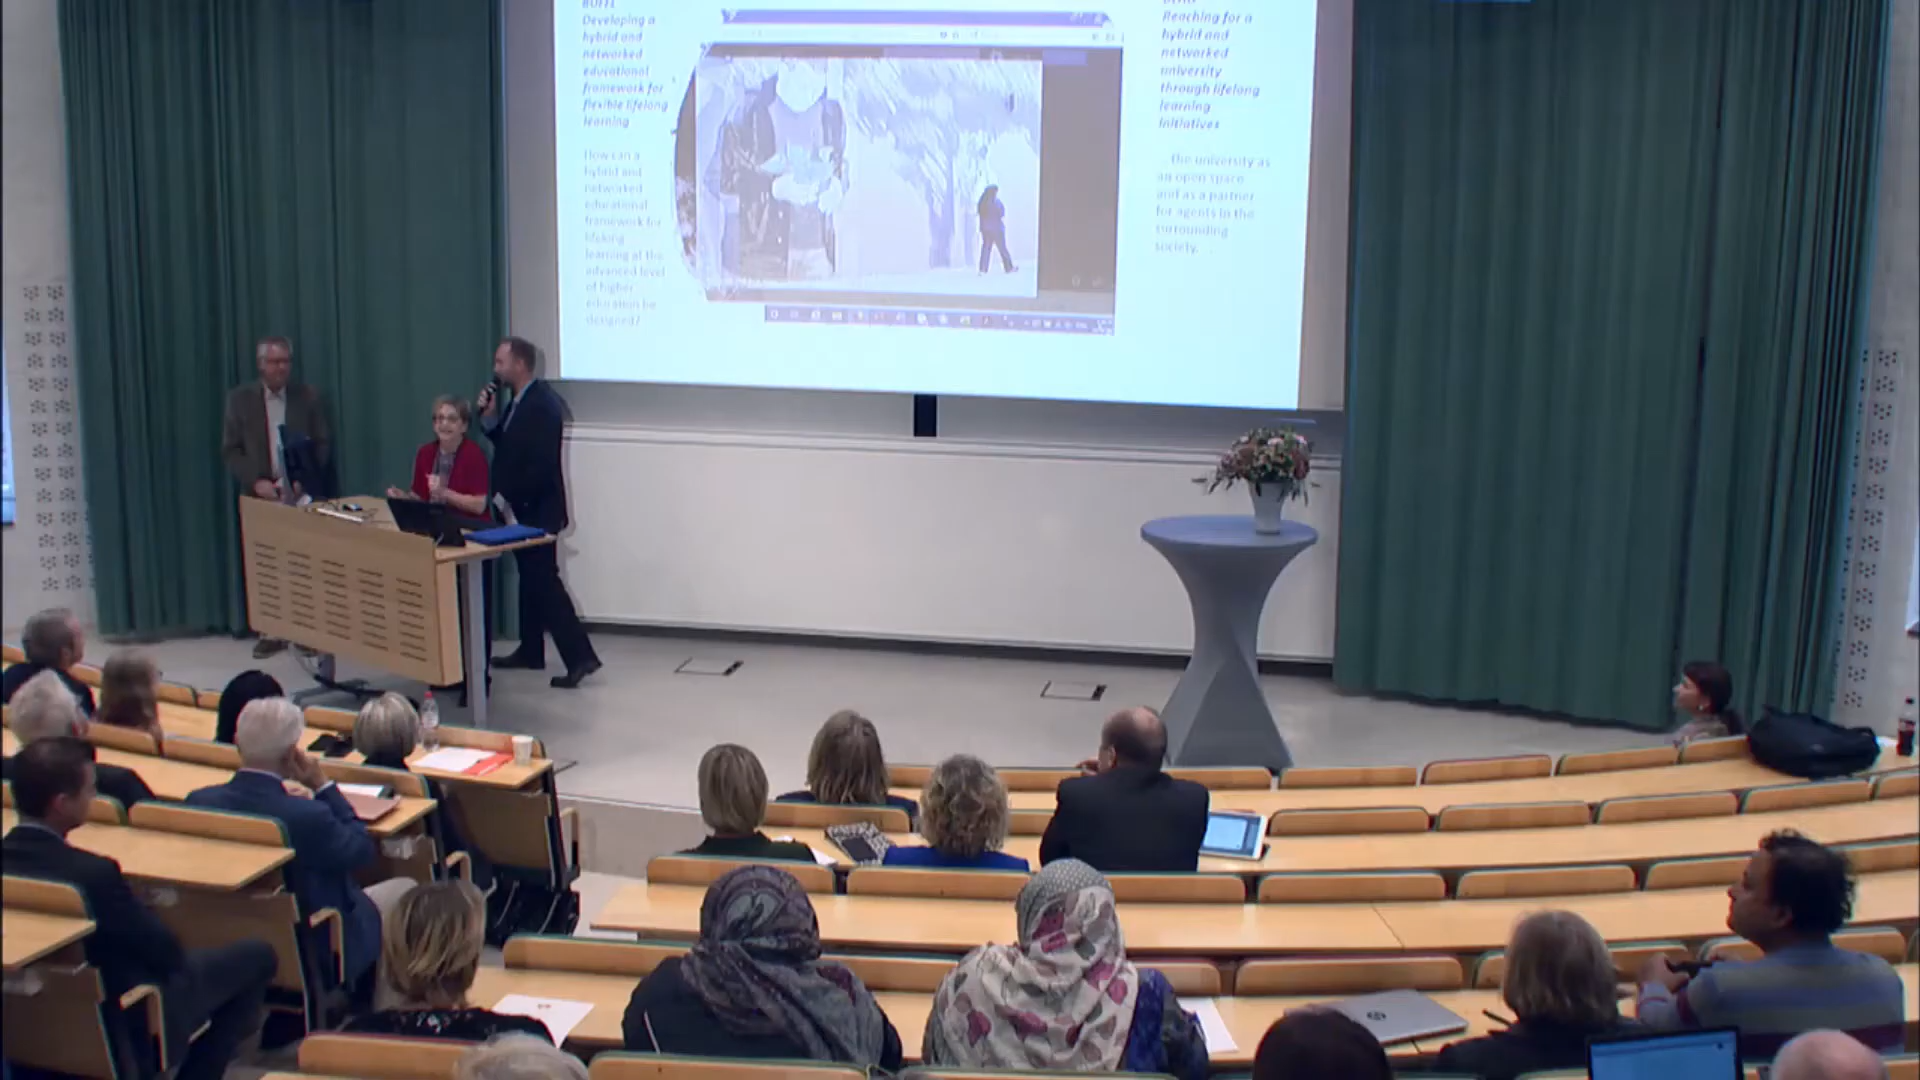 BUFFL
Developing a
hybrid and
networked
educational
framework for
flexible lifelong
learning
How can a
hybrid and
networked
educational
framework for
lifelong
learning at the
advanced level
of higher
education be
designed?
Reaching for a
hybrid and
networked
university
through lifelong
learning
initiatives
The university as
an open space
and as a partner
for agents in the
surrounding
society.